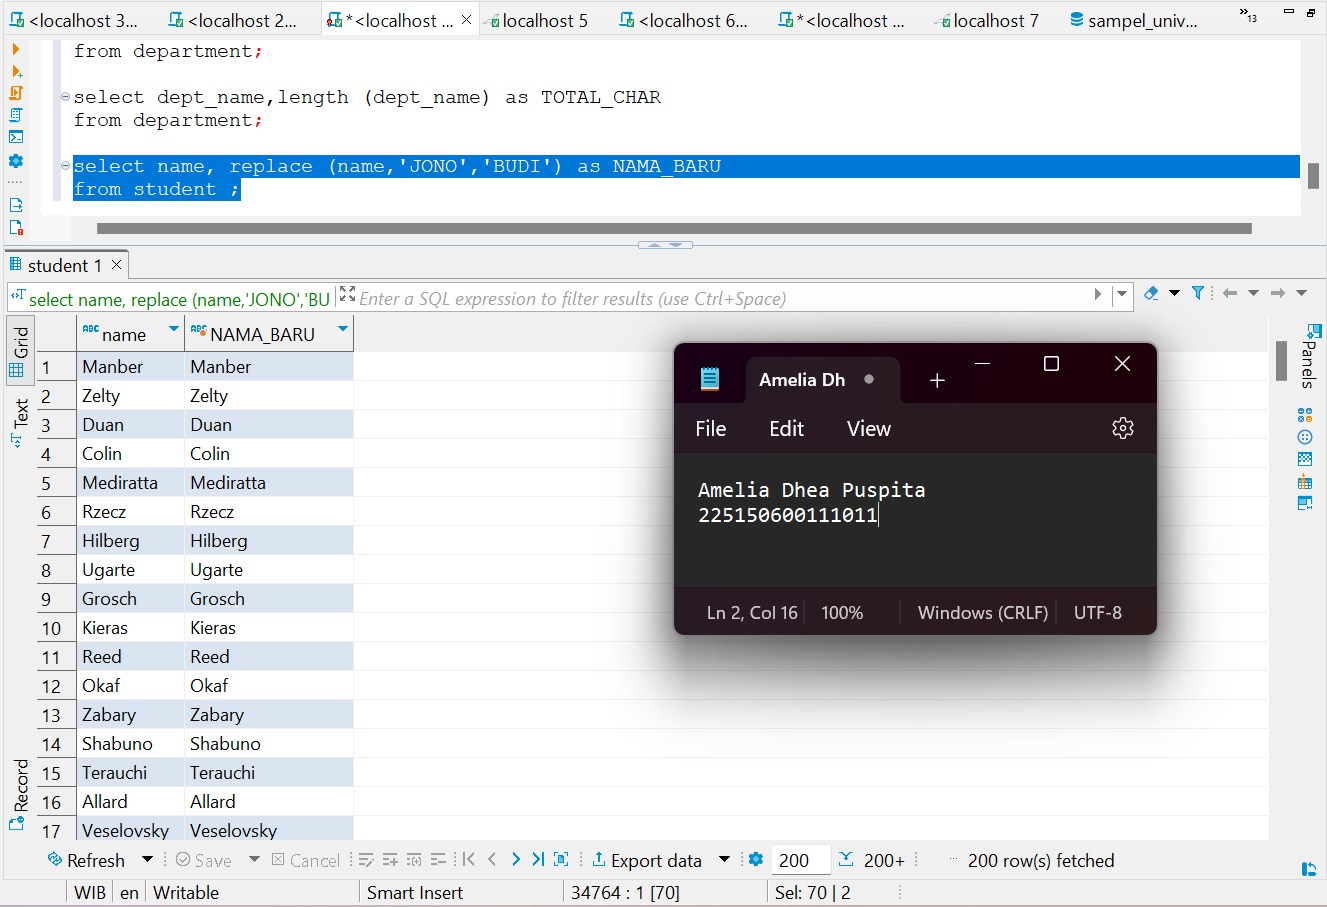 <localhost 3...
<localhost 2...
*<localhost ...
localhost 5
<localhost 6...
*<localhost ...
localhost 7
sampel_univ...
»13
from department;
select dept_name,length (dept_name) as TOTAL_CHAR
from department;
select name, replace (name,'JONO','BUDI') as NAMA_BARU
from student ;
student 1
select name, replace (name,'JONO','BU
Enter a SQL expression to filter results (use Ctrl+Space)
Grid
Text
Record
Panels
ABC name
ABC NAMA_BARU
1 Manber Manber
2 Zelty Zelty
3 Duan Duan
4 Colin Colin
5 Mediratta Mediratta
6 Rzecz Rzecz
7 Hilberg Hilberg
8 Ugarte Ugarte
9 Grosch Grosch
10 Kieras Kieras
11 Reed Reed
12 Okaf Okaf
13 Zabary Zabary
14 Shabuno Shabuno
15 Terauchi Terauchi
16 Allard Allard
17 Veselovsky Veselovsky
Amelia Dh
File Edit View
Amelia Dhea Puspita
225150600111011
Ln 2, Col 16 100% Windows (CRLF) UTF-8
Refresh Save Cancel Export data 200 200+ ... 200 row(s) fetched
WIB en Writable Smart Insert 34764 : 1 [70] Sel: 70 | 2